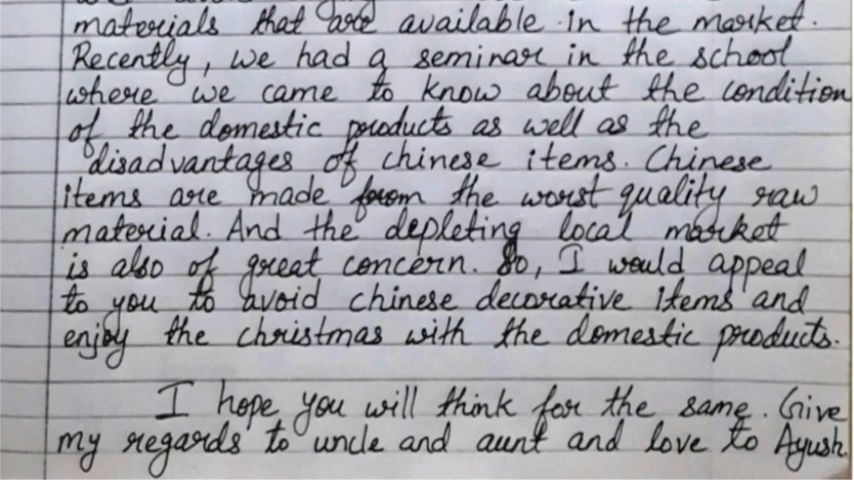 materials that are available in the market.
Recently, we had a seminar in the school
where we came to know about the condition
of the domestic products as well as the
disadvantages of chinese items. Chinese
items are made from the worst quality raw
material. And the depleting local market
is also of great concern. So, I would appeal
to you to avoid chinese decorative items and
enjoy the christmas with the domestic products.
I hope you will think for the same. Give
my regards to uncle and aunt and love to Ayush.